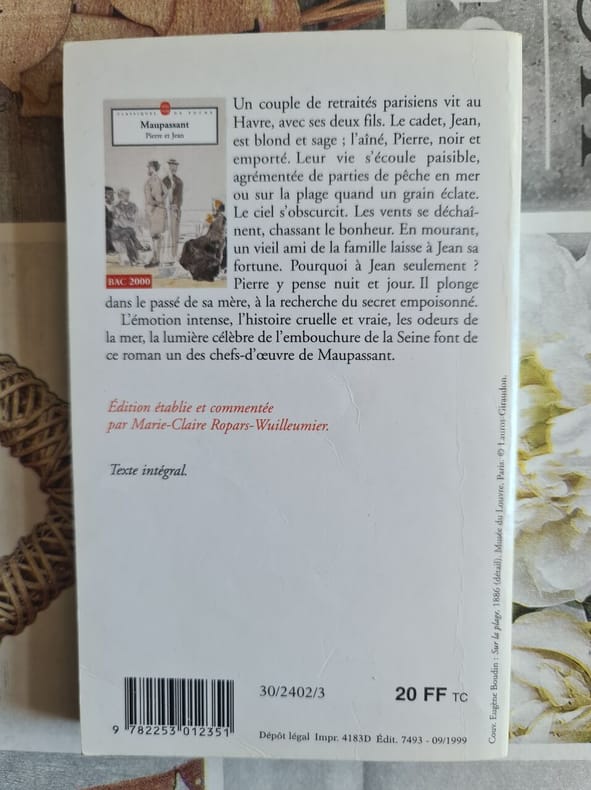 CLASSIQUES DE POCHE
Maupassant
Pierre et Jean
BAC 2000
Un couple de retraités parisiens vit au
Havre, avec ses deux fils. Le cadet, Jean,
est blond et sage ; l'aîné, Pierre, noir et
emporté. Leur vie s'écoule paisible,
agrémentée de parties de pêche en mer
ou sur la plage quand un grain éclate.
Le ciel s'obscurcit. Les vents se déchaî-
nent, chassant le bonheur. En mourant,
un vieil ami de la famille laisse à Jean sa
fortune. Pourquoi à Jean seulement ?
Pierre y pense nuit et jour. Il plonge
dans le passé de sa mère, à la recherche du secret empoisonné.
L'émotion intense, l'histoire cruelle et vraie, les odeurs de
la mer, la lumière célèbre de l'embouchure de la Seine font de
ce roman un des chefs-d'œuvre de Maupassant.
Édition établie et commentée
par Marie-Claire Ropars-Wuilleumier.
Texte intégral.
Couv. Eugène Boudin : Sur la plage, 1886 (détail). Musée du Louvre, Paris. © Lauros-Giraudon.
30/2402/3
20 FF TC
9 782253 012351
Dépôt légal Impr. 4183D Édit. 7493 - 09/1999